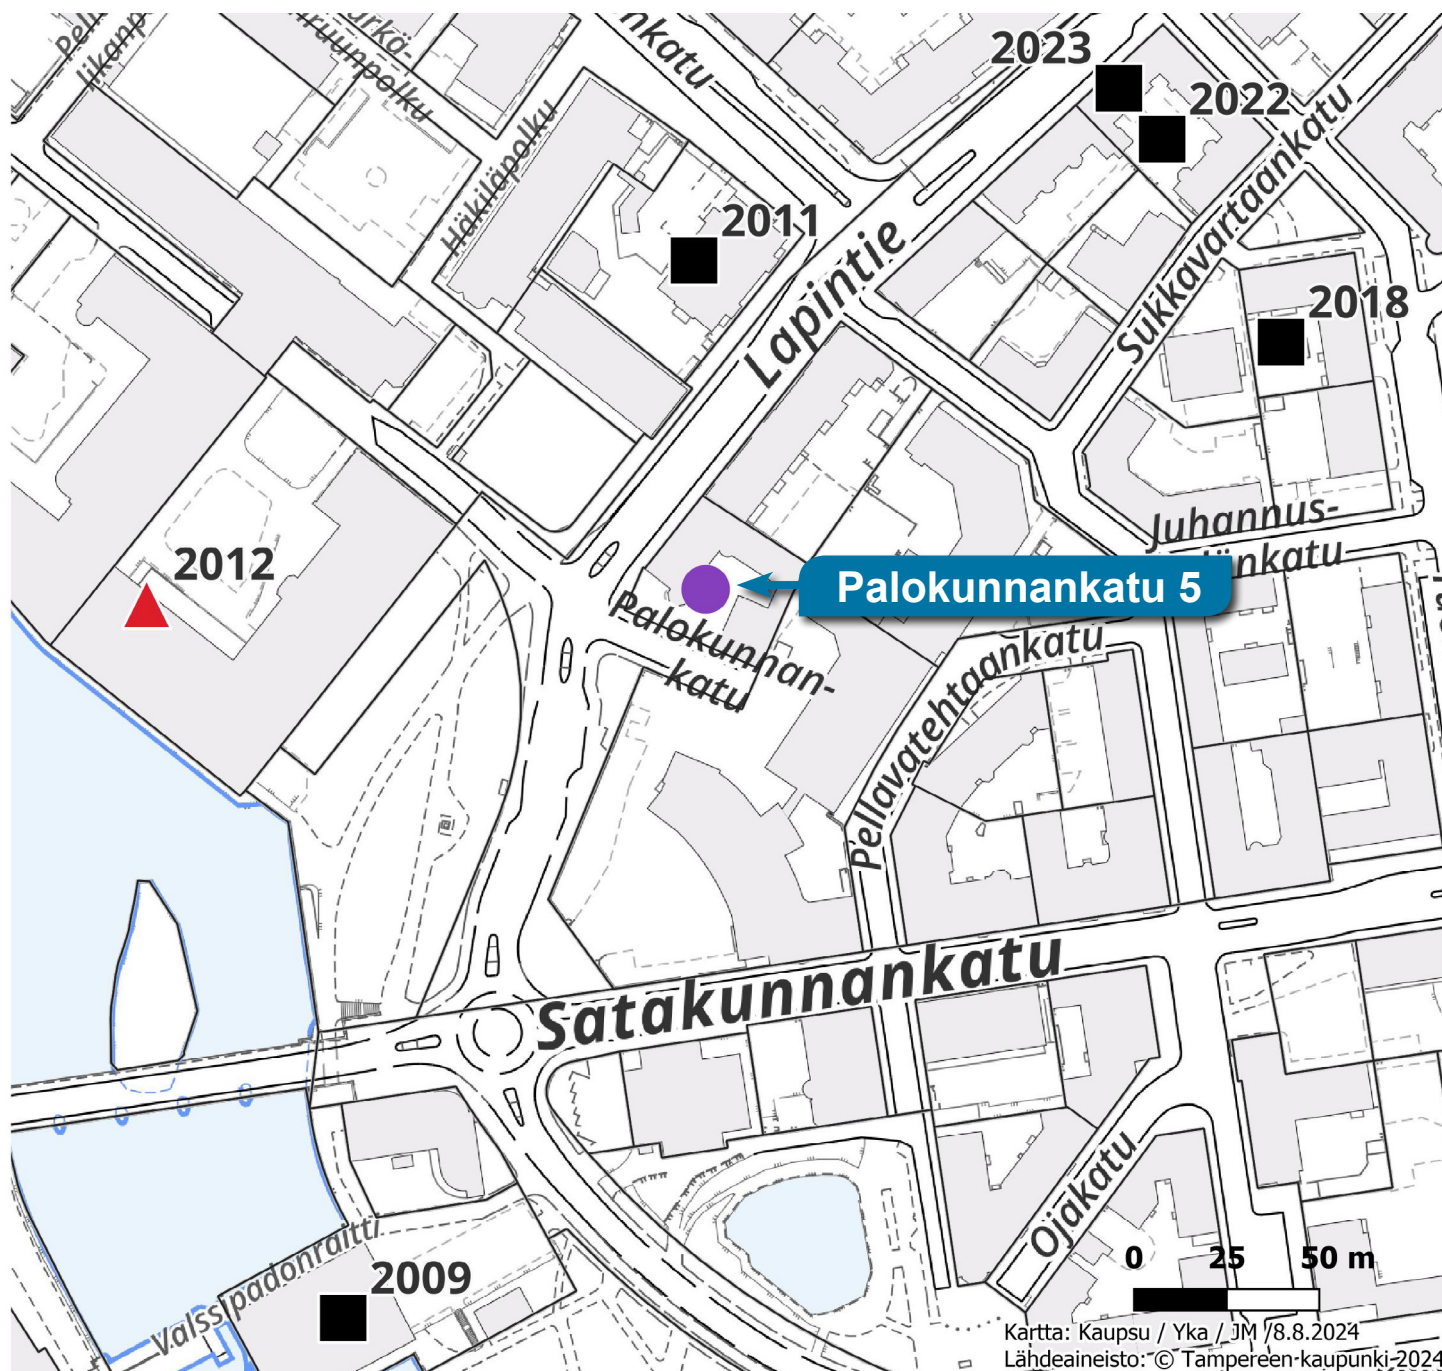 2023
2022
Häkiläpolku
2011
Lapintie
Sukkavartaankatu
2018
Juhannus-
2012
Palokunnankatu 5
Palokunnan-
katu
Pellavatehtaankatu
Satakunnankatu
Ojakatu
Valssipadonraitti
2009
0 25 50 m
Kartta: Kaupsu / Yka / JM /8.8.2024
Lähdeaineisto: © Tampereen kaupunki 2024